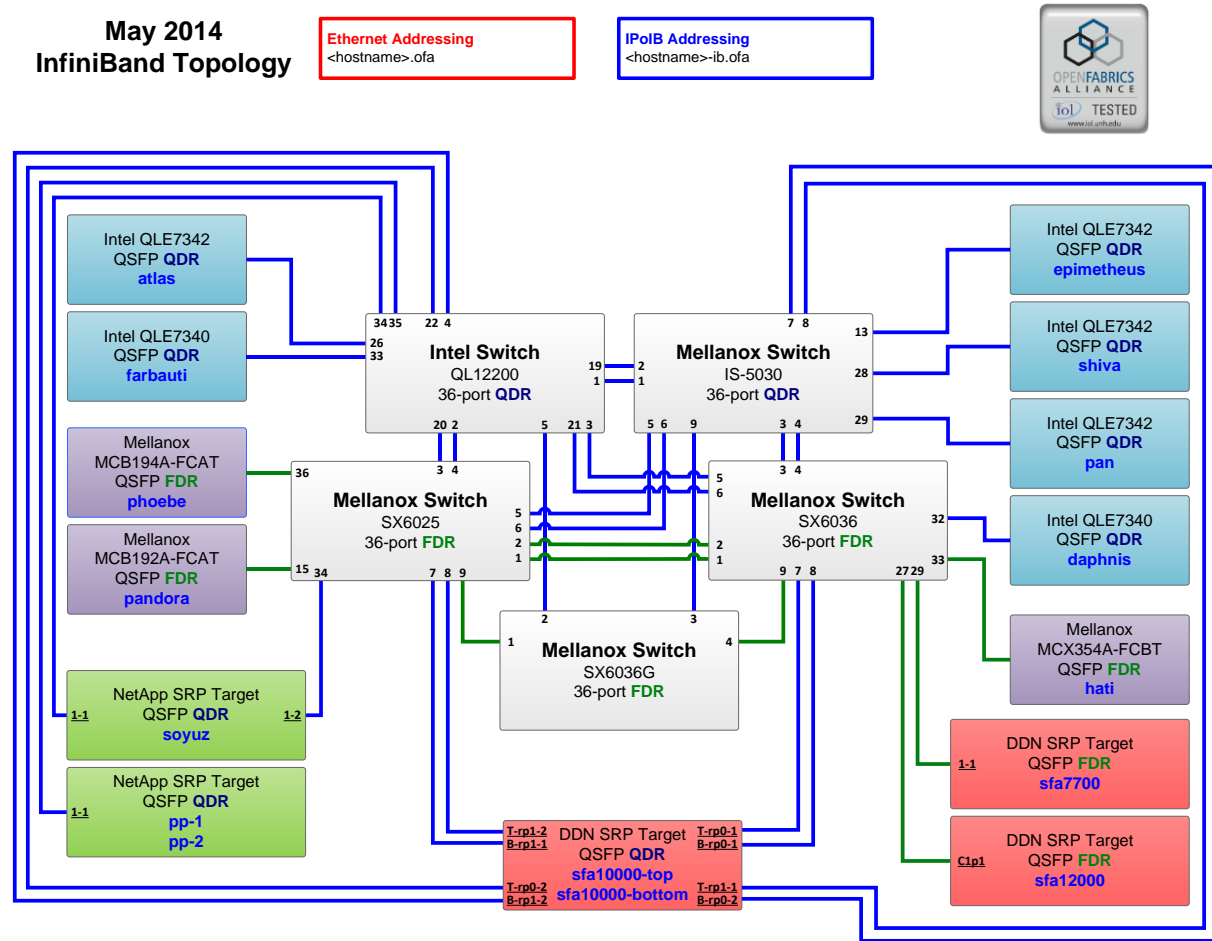 May 2014
InfiniBand Topology
Ethernet Addressing
<hostname>.ofa
IPoIB Addressing
<hostname>-ib.ofa
OPENFABRICS
ALLIANCE
iol TESTED
www.iol.unh.edu
Intel QLE7342
QSFP QDR
atlas
Intel QLE7340
QSFP QDR
farbauti
Mellanox
MCB194A-FCAT
QSFP FDR
phoebe
Mellanox
MCB192A-FCAT
QSFP FDR
pandora
NetApp SRP Target
1-1 QSFP QDR 1-2
soyuz
NetApp SRP Target
QSFP QDR
1-1 pp-1
pp-2
34 35 22 4
26
33
Intel Switch
QL12200
36-port QDR
19
1
20 2 5 21 3
7 8
13
2
1
Mellanox Switch
IS-5030
36-port QDR
28
29
5 6 9 3 4
3 4
36
Mellanox Switch
SX6025
36-port FDR
5
6
2
1
15 34 7 8 9
3 4
5
6
Mellanox Switch
SX6036
36-port FDR
32
2
1
33
9 7 8 27 29
2 3
1 4
Mellanox Switch
SX6036G
36-port FDR
T-rp1-2 DDN SRP Target T-rp0-1
B-rp1-1 QSFP QDR B-rp0-1
sfa10000-top
T-rp0-2 sfa10000-bottom T-rp1-1
B-rp1-2 B-rp0-2
Intel QLE7342
QSFP QDR
epimetheus
Intel QLE7342
QSFP QDR
shiva
Intel QLE7342
QSFP QDR
pan
Intel QLE7340
QSFP QDR
daphnis
Mellanox
MCX354A-FCBT
QSFP FDR
hati
DDN SRP Target
1-1 QSFP FDR
sfa7700
DDN SRP Target
C1p1 QSFP FDR
sfa12000